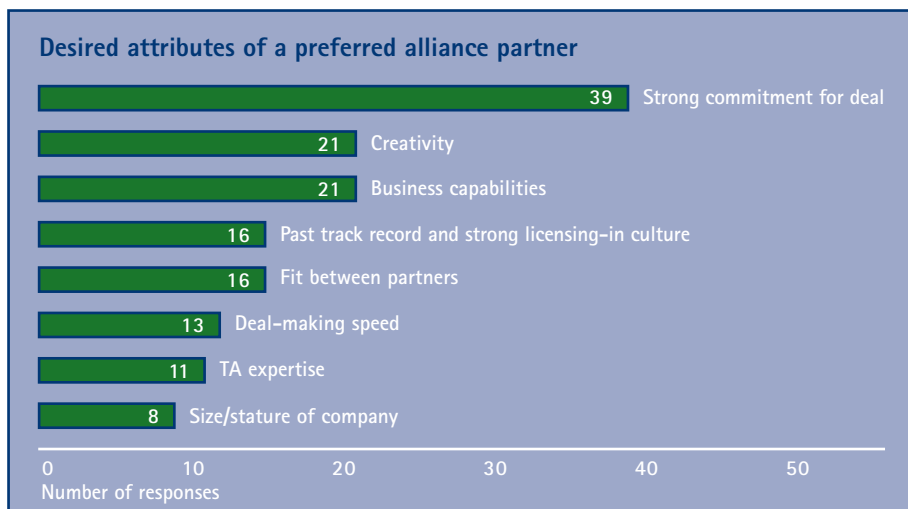 Desired attributes of a preferred alliance partner
39 Strong commitment for deal
21 Creativity
21 Business capabilities
16 Past track record and strong licensing-in culture
16 Fit between partners
13 Deal-making speed
11 TA expertise
8 Size/stature of company
0 10 20 30 40 50
Number of responses